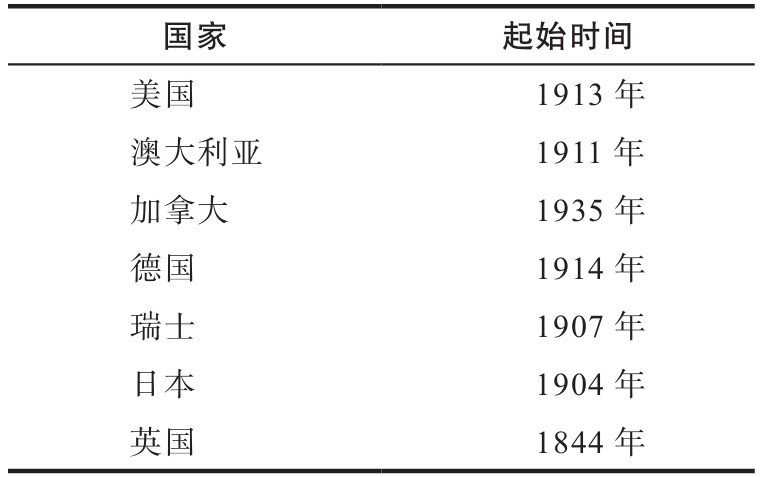 国家 起始时间
美国 1913 年
澳大利亚 1911 年
加拿大 1935 年
德国 1914 年
瑞士 1907 年
日本 1904 年
英国 1844 年